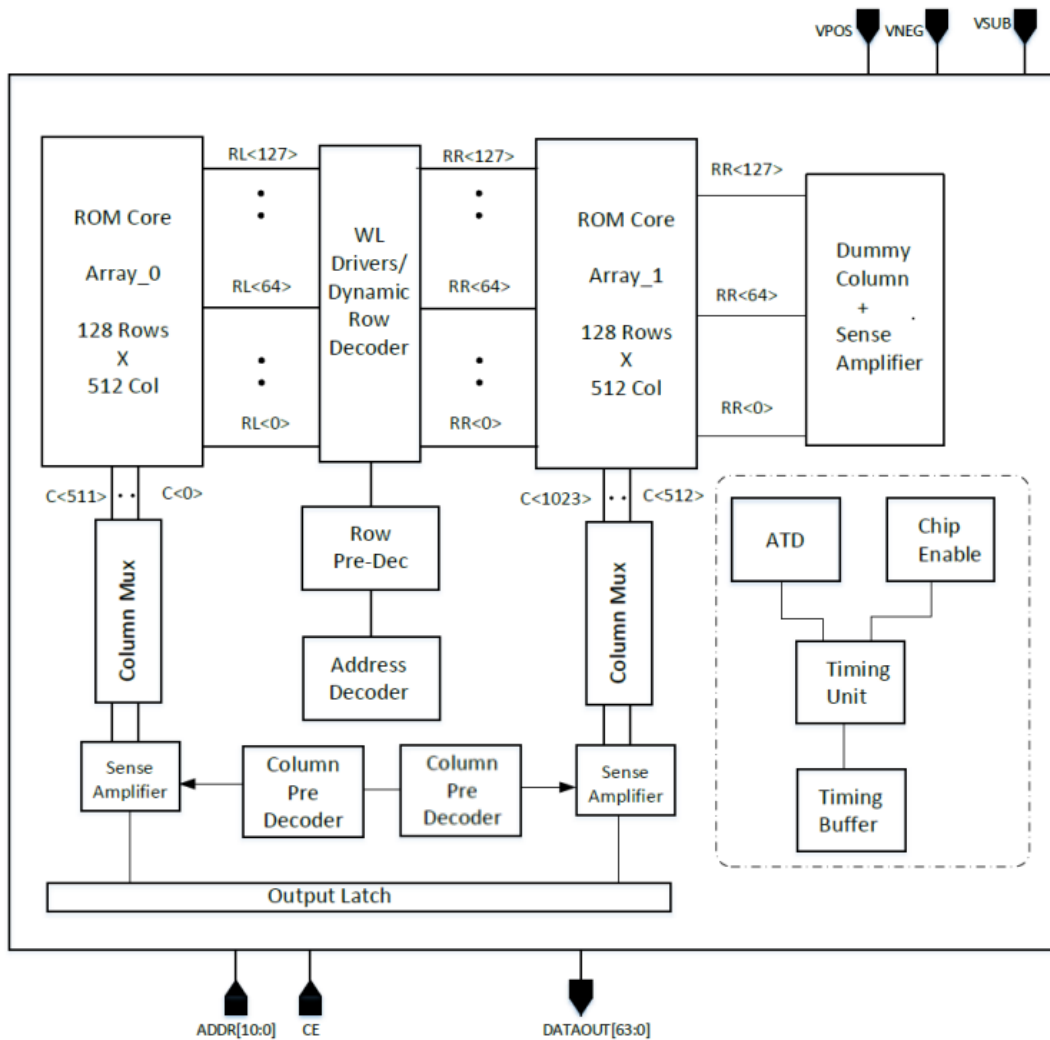 VPOS
VNEG
VSUB
ROM Core
Array_0
128 Rows
X
512 Col
RL<127>
RL<64>
RL<0>
WL
Drivers/
Dynamic
Row
Decoder
RR<127>
RR<64>
RR<0>
ROM Core
Array_1
128 Rows
X
512 Col
RR<127>
RR<64>
RR<0>
Dummy
Column
+
Sense
Amplifier
C<511>
C<0>
C<1023>
C<512>
Column Mux
Row
Pre-Dec
Address
Decoder
Column Mux
ATD
Chip
Enable
Timing
Unit
Timing
Buffer
Sense
Amplifier
Column
Pre
Decoder
Column
Pre
Decoder
Sense
Amplifier
Output Latch
ADDR[10:0]
CE
DATAOUT[63:0]